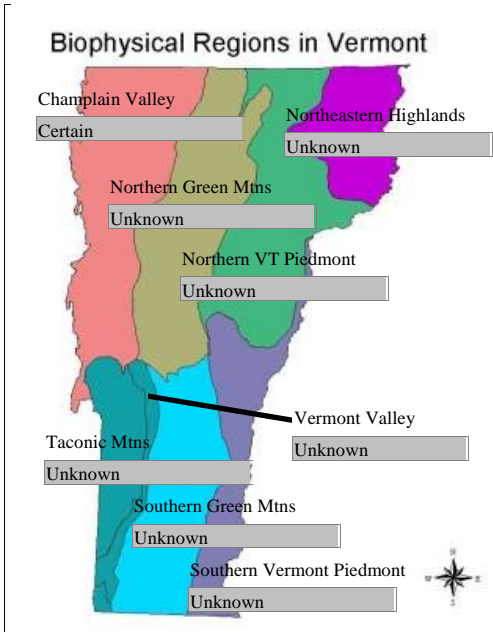 Biophysical Regions in Vermont
Champlain Valley
Certain
Northeastern Highlands
Unknown
Northern Green Mtns
Unknown
Northern VT Piedmont
Unknown
Vermont Valley
Unknown
Taconic Mtns
Unknown
Southern Green Mtns
Unknown
Southern Vermont Piedmont
Unknown
N
W E
S